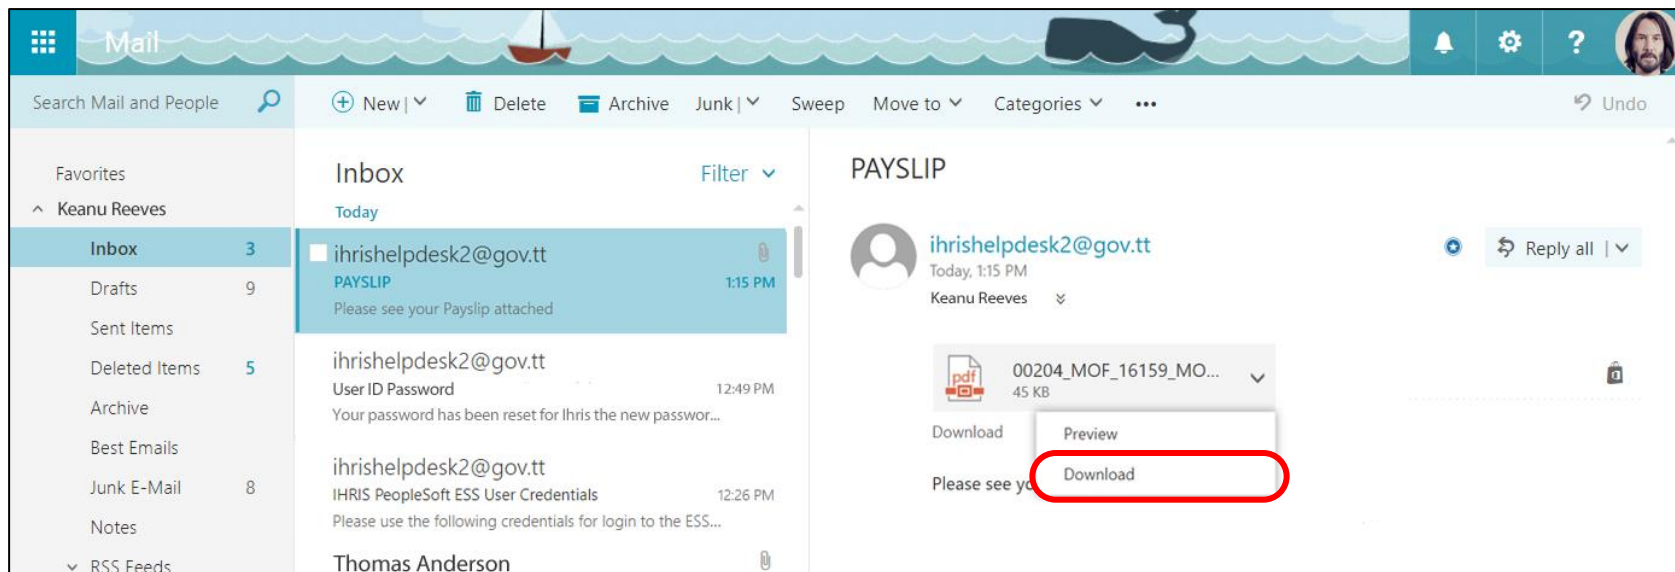 Mail
?
Search Mail and People
New | Delete Archive Junk | Sweep Move to Categories ••• Undo
Favorites
Keanu Reeves
Inbox 3
Drafts 9
Sent Items
Deleted Items 5
Archive
Best Emails
Junk E-Mail 8
Notes
RSS Feeds
Inbox Filter
Today
ihrishelpdesk2@gov.tt
PAYSLIP 1:15 PM
Please see your Payslip attached
ihrishelpdesk2@gov.tt
User ID Password 12:49 PM
Your password has been reset for Ihris the new passwor...
ihrishelpdesk2@gov.tt
IHRIS PeopleSoft ESS User Credentials 12:26 PM
Please use the following credentials for login to the ESS...
Thomas Anderson
PAYSLIP
ihrishelpdesk2@gov.tt
Today, 1:15 PM
Keanu Reeves
Reply all |
pdf
00204_MOF_16159_MO...
45 KB
Download
Preview
Download
Please see